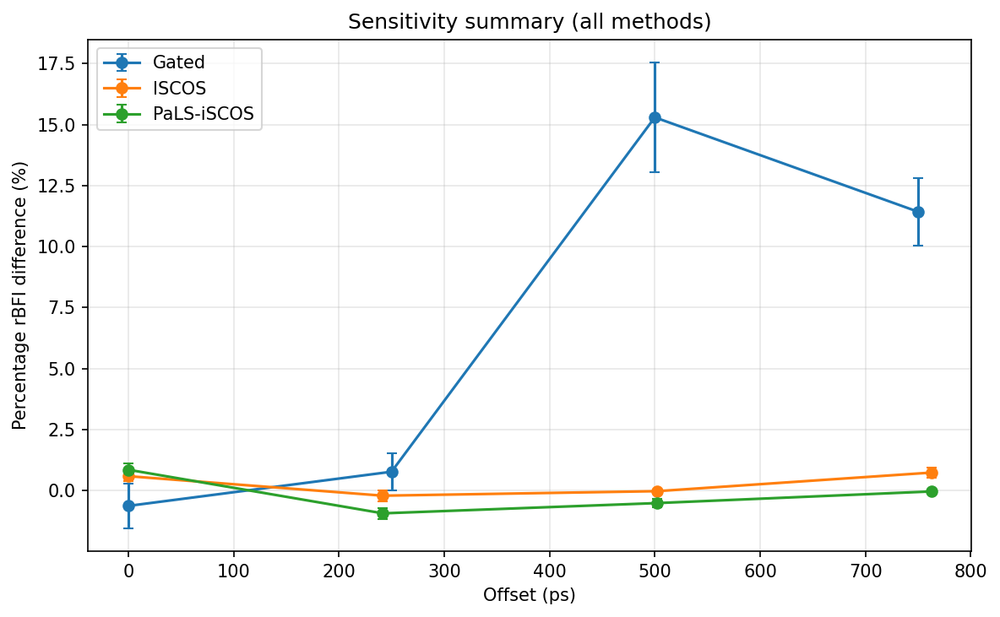 Sensitivity summary (all methods)
Gated
ISCOS
PaLS-iSCOS
Percentage rBFI difference (%)
17.5
15.0
12.5
10.0
7.5
5.0
2.5
0.0
0 100 200 300 400 500 600 700 800
Offset (ps)